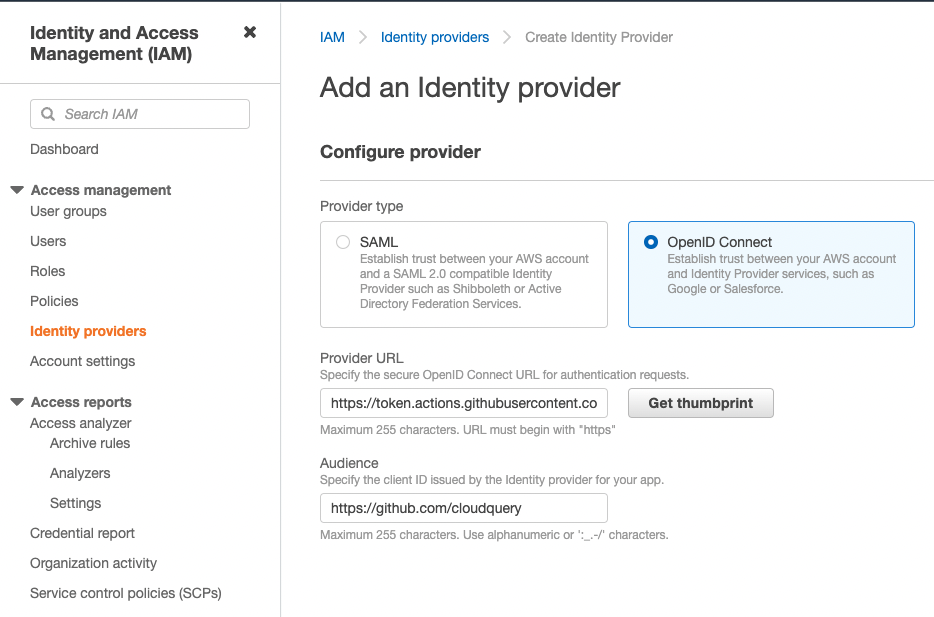 Identity and Access
Management (IAM)
Search IAM
Dashboard
Access management
User groups
Users
Roles
Policies
Identity providers
Account settings
Access reports
Access analyzer
Archive rules
Analyzers
Settings
Credential report
Organization activity
Service control policies (SCPs)
IAM > Identity providers > Create Identity Provider
Add an Identity provider
Configure provider
Provider type
SAML
Establish trust between your AWS account
and a SAML 2.0 compatible Identity
Provider such as Shibboleth or Active
Directory Federation Services.
OpenID Connect
Establish trust between your AWS account
and Identity Provider services, such as
Google or Salesforce.
Provider URL
Specify the secure OpenID Connect URL for authentication requests.
https://token.actions.githubusercontent.co
Get thumbprint
Maximum 255 characters. URL must begin with "https"
Audience
Specify the client ID issued by the Identity provider for your app.
https://github.com/cloudquery
Maximum 255 characters. Use alphanumeric or ':_.-/' characters.